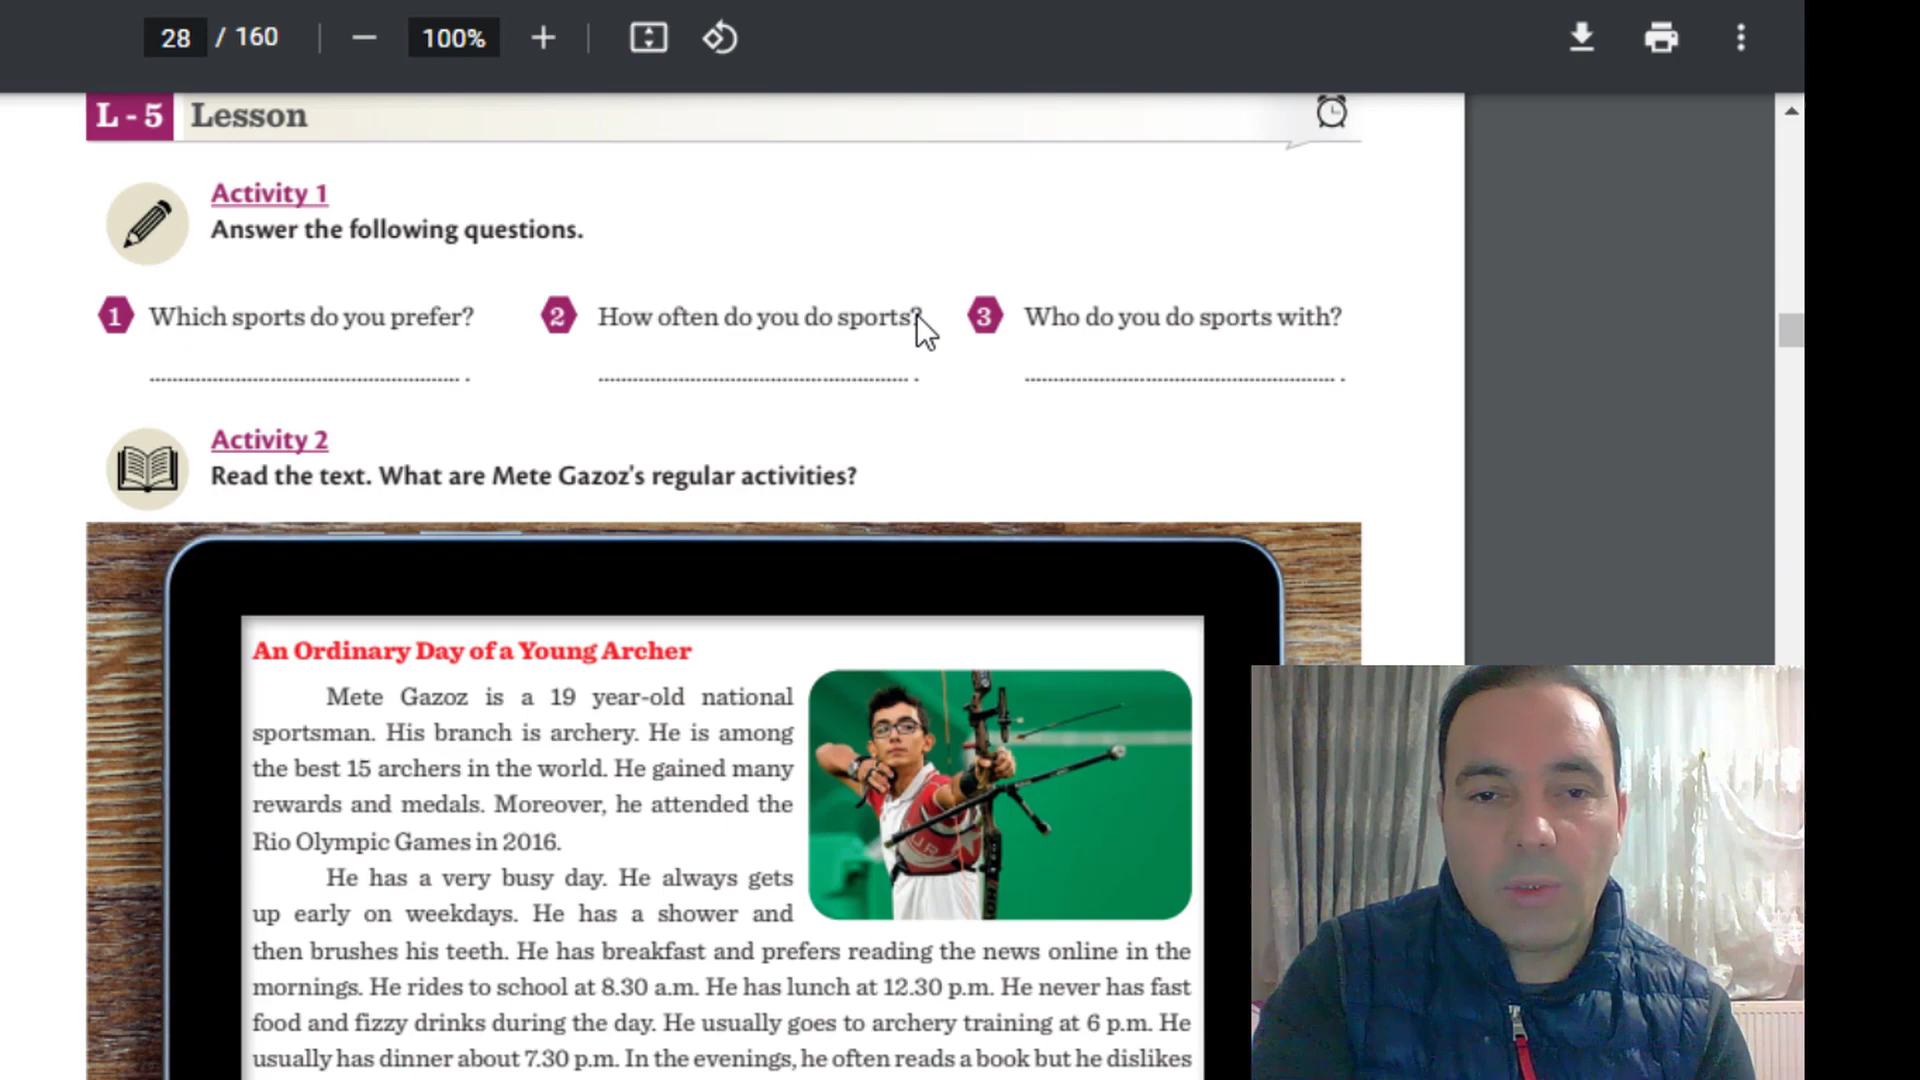 28 / 160
100%
L - 5 Lesson
Activity 1
Answer the following questions.
1 Which sports do you prefer?
2 How often do you do sports?
3 Who do you do sports with?
Activity 2
Read the text. What are Mete Gazoz's regular activities?
An Ordinary Day of a Young Archer
Mete Gazoz is a 19 year-old national
sportsman. His branch is archery. He is among
the best 15 archers in the world. He gained many
rewards and medals. Moreover, he attended the
Rio Olympic Games in 2016.
He has a very busy day. He always gets
up early on weekdays. He has a shower and
then brushes his teeth. He has breakfast and prefers reading the news online in the
mornings. He rides to school at 8.30 a.m. He has lunch at 12.30 p.m. He never has fast
food and fizzy drinks during the day. He usually goes to archery training at 6 p.m. He
usually has dinner about 7.30 p.m. In the evenings, he often reads a book but he dislikes